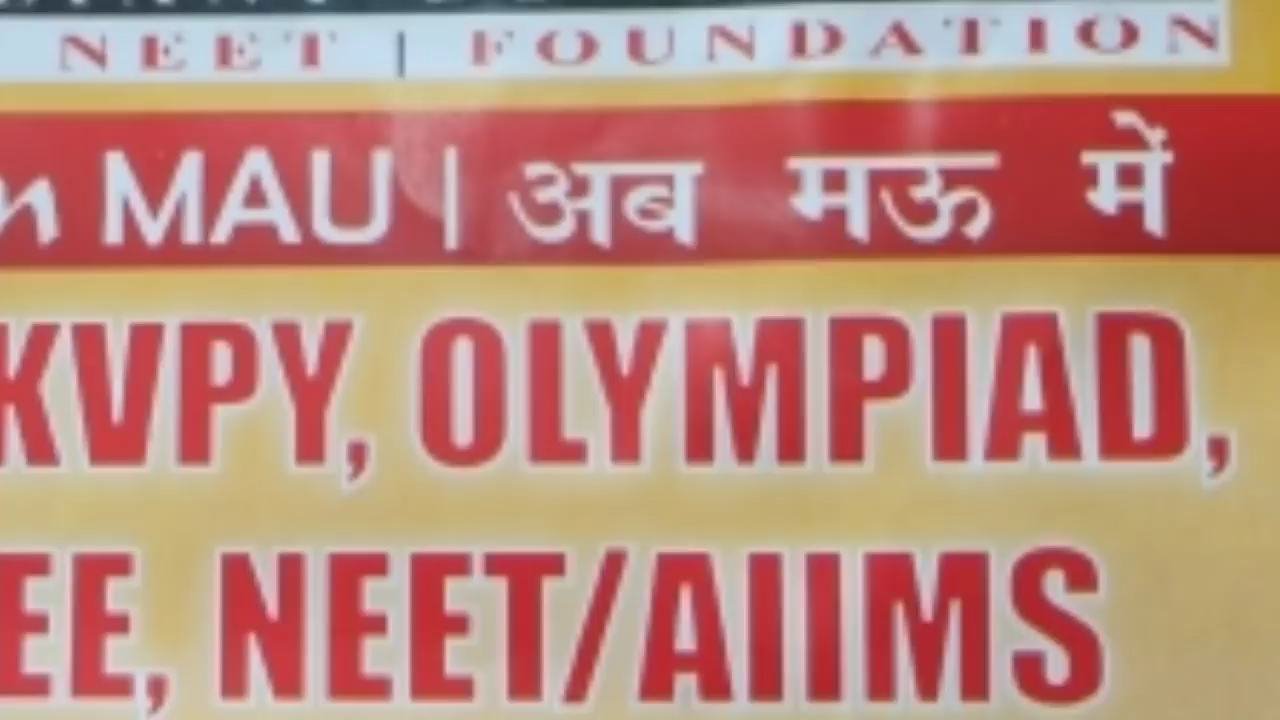 NEET | FOUNDATION
n MAU | अब मऊ में
KVPY, OLYMPIAD,
EE, NEET/AIIMS